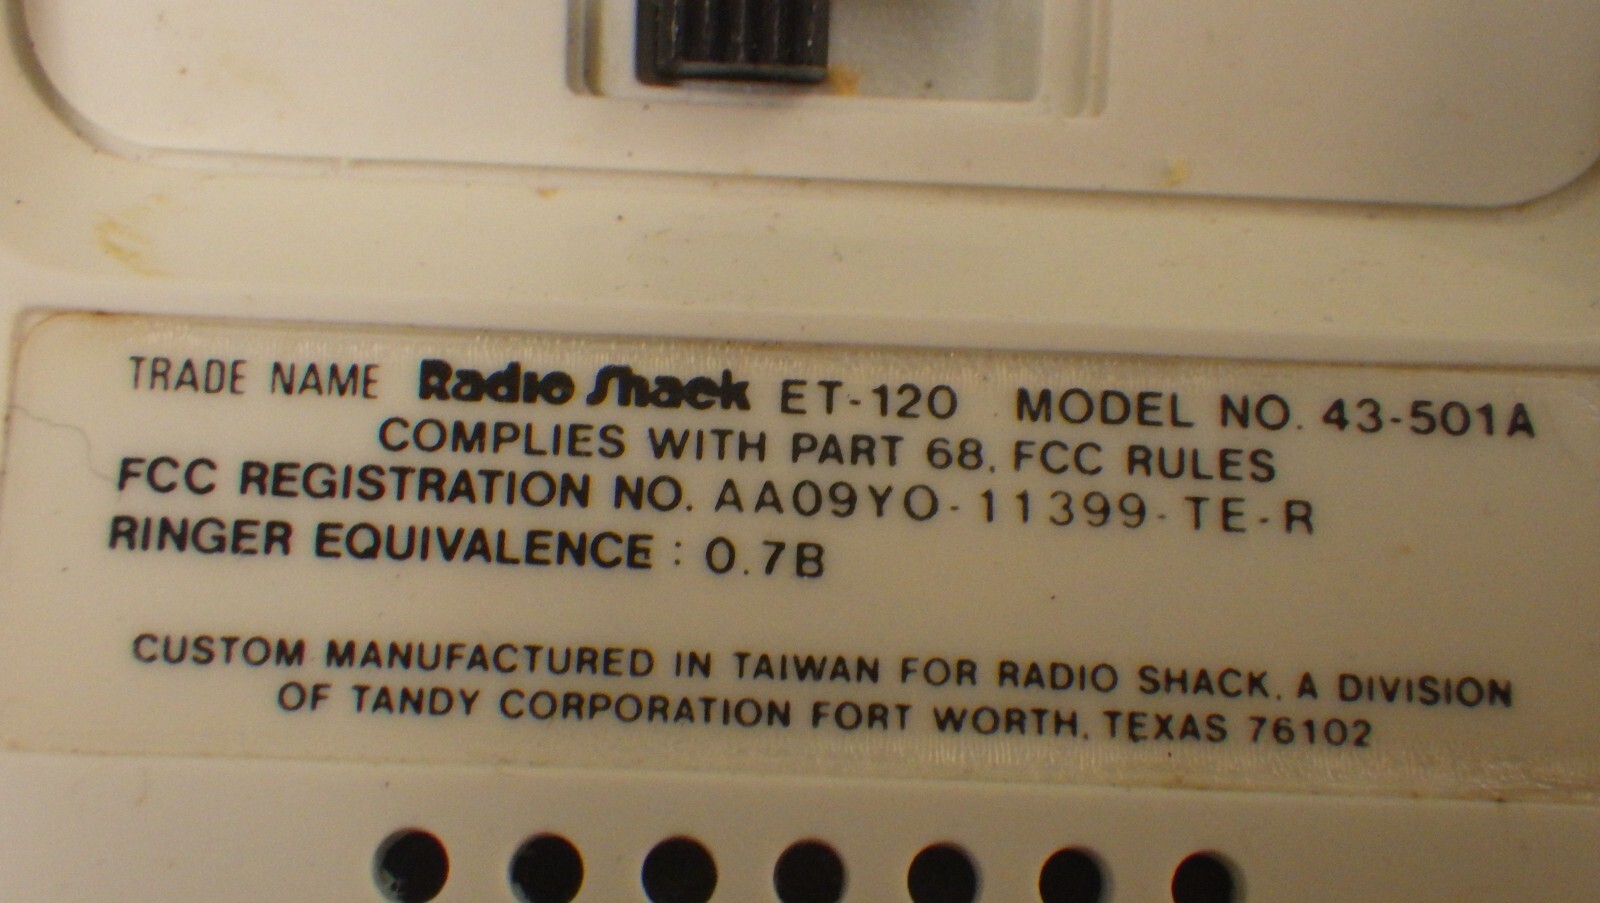 TRADE NAME Radio Shack ET-120 MODEL NO. 43-501A
COMPLIES WITH PART 68, FCC RULES
FCC REGISTRATION NO. AAO9YO-11399-TE-R
RINGER EQUIVALENCE : 0.7B
CUSTOM MANUFACTURED IN TAIWAN FOR RADIO SHACK, A DIVISION
OF TANDY CORPORATION FORT WORTH, TEXAS 76102